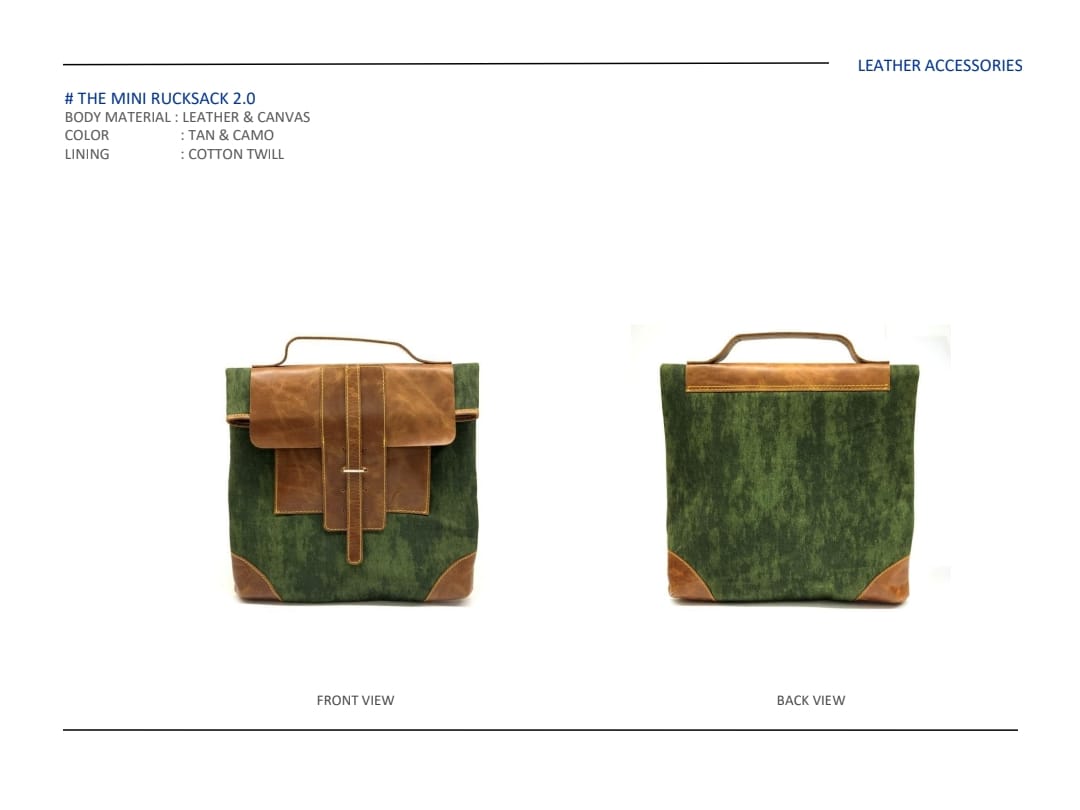 LEATHER ACCESSORIES
# THE MINI RUCKSACK 2.0
BODY MATERIAL : LEATHER & CANVAS
COLOR : TAN & CAMO
LINING : COTTON TWILL
FRONT VIEW
BACK VIEW